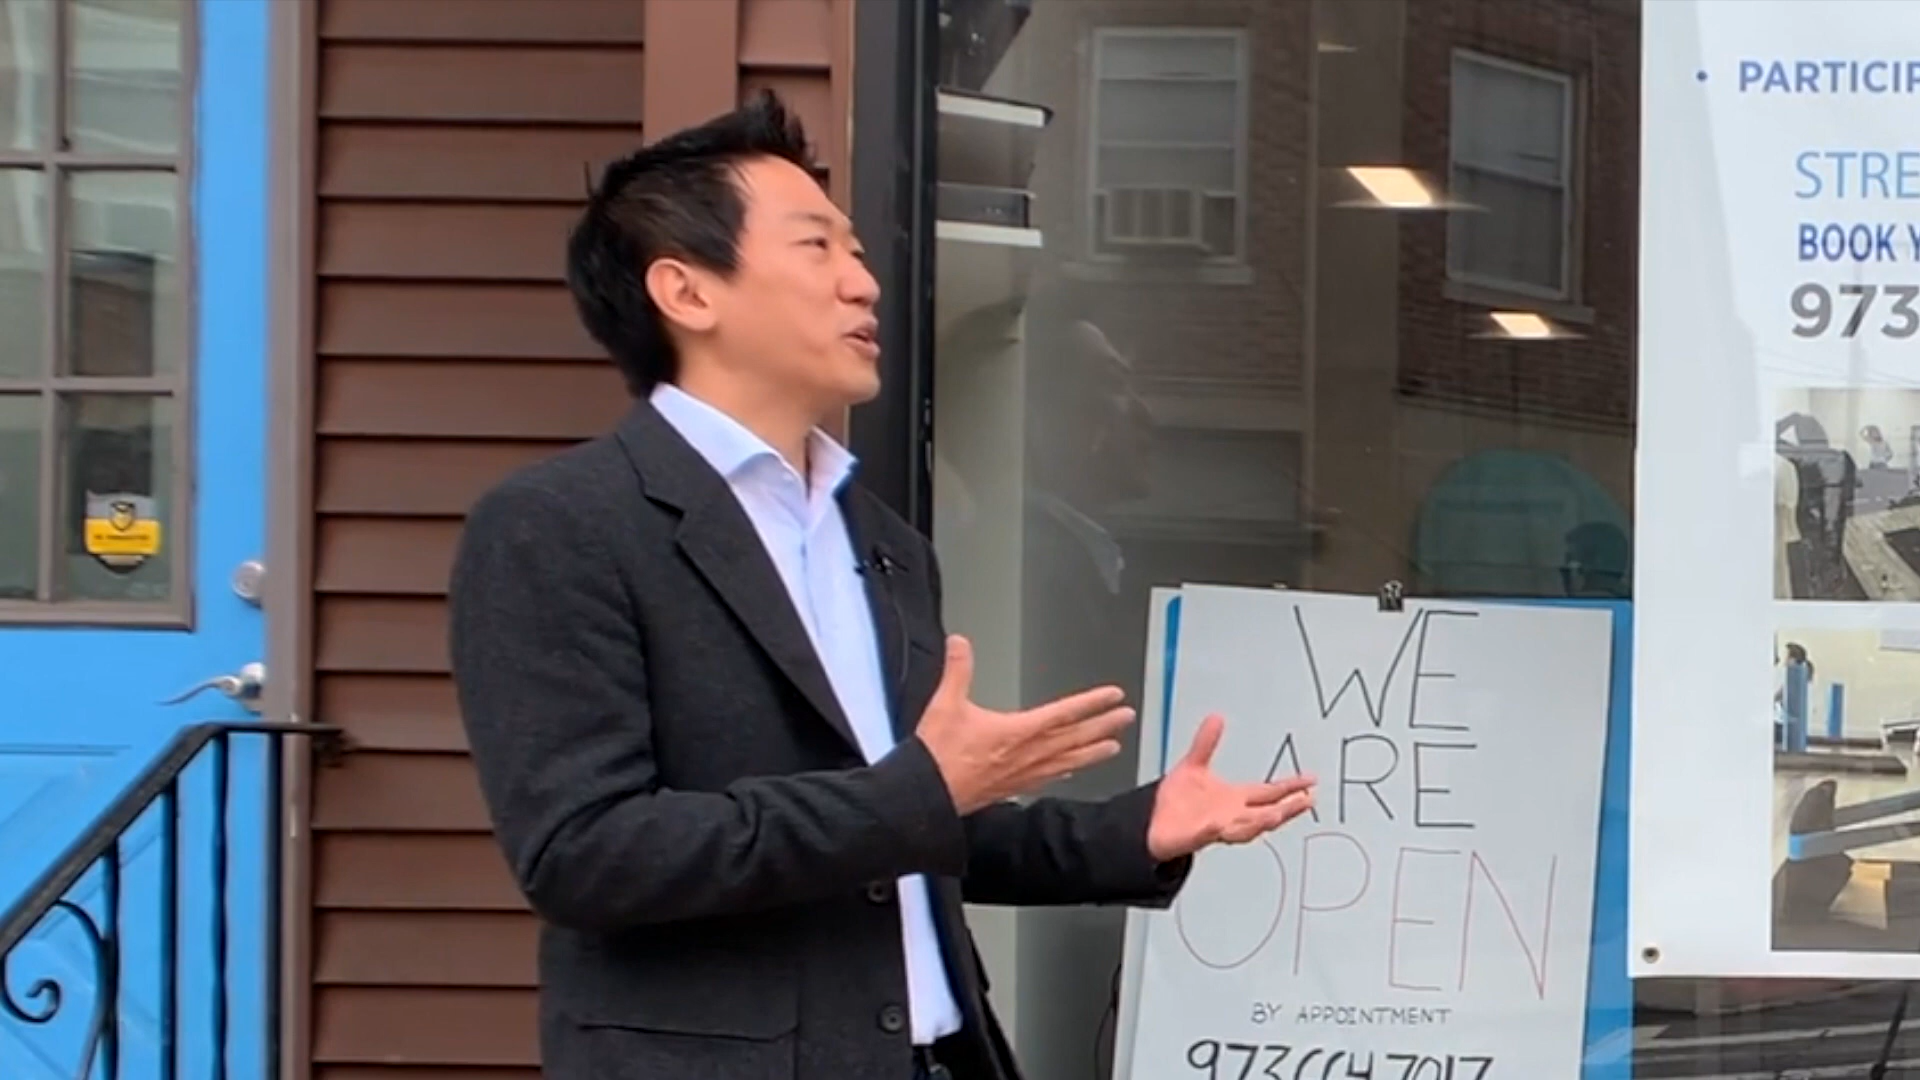 WE
ARE
OPEN
BY APPOINTMENT
• PARTICIP
STRE
BOOK Y
973